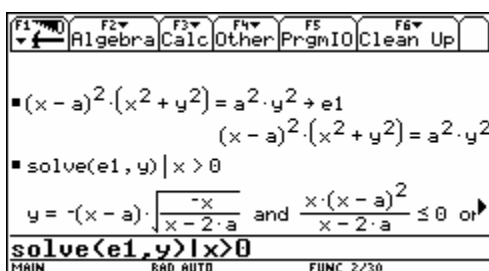 F1 F2 F3 F4 F5 F6
Algebra Calc Other PrgmIO Clean Up
▪(x - a)²·(x² + y²) = a²·y² → e1
(x - a)²·(x² + y²) = a²·y²
▪solve(e1, y) | x > 0
y = -(x - a)·√(-x/(x - 2·a)) and x·(x - a)²/(x - 2·a) ≤ 0 or
solve(e1,y)|x>0
MAIN RAD AUTO FUNC 2/30